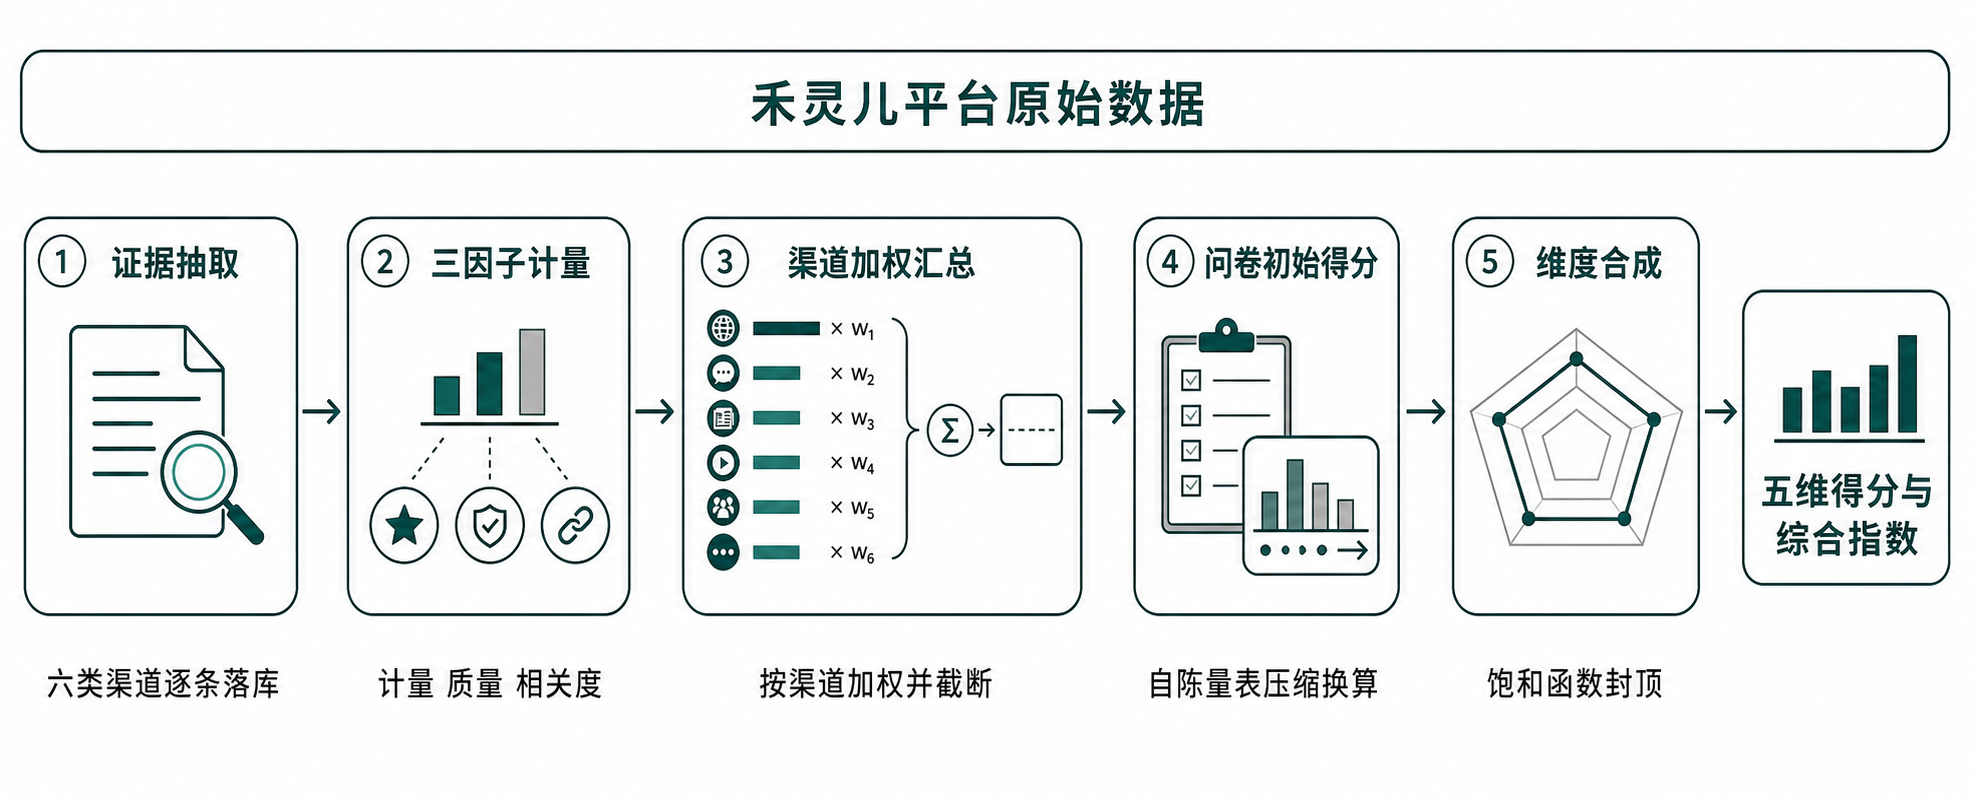 禾灵儿平台原始数据
1 证据抽取
2 三因子计量
3 渠道加权汇总
× w₁
× w₂
× w₃
× w₄
× w₅
× w₆
Σ
4 问卷初始得分
5 维度合成
五维得分与
综合指数
六类渠道逐条落库
计量 质量 相关度
按渠道加权并截断
自陈量表压缩换算
饱和函数封顶